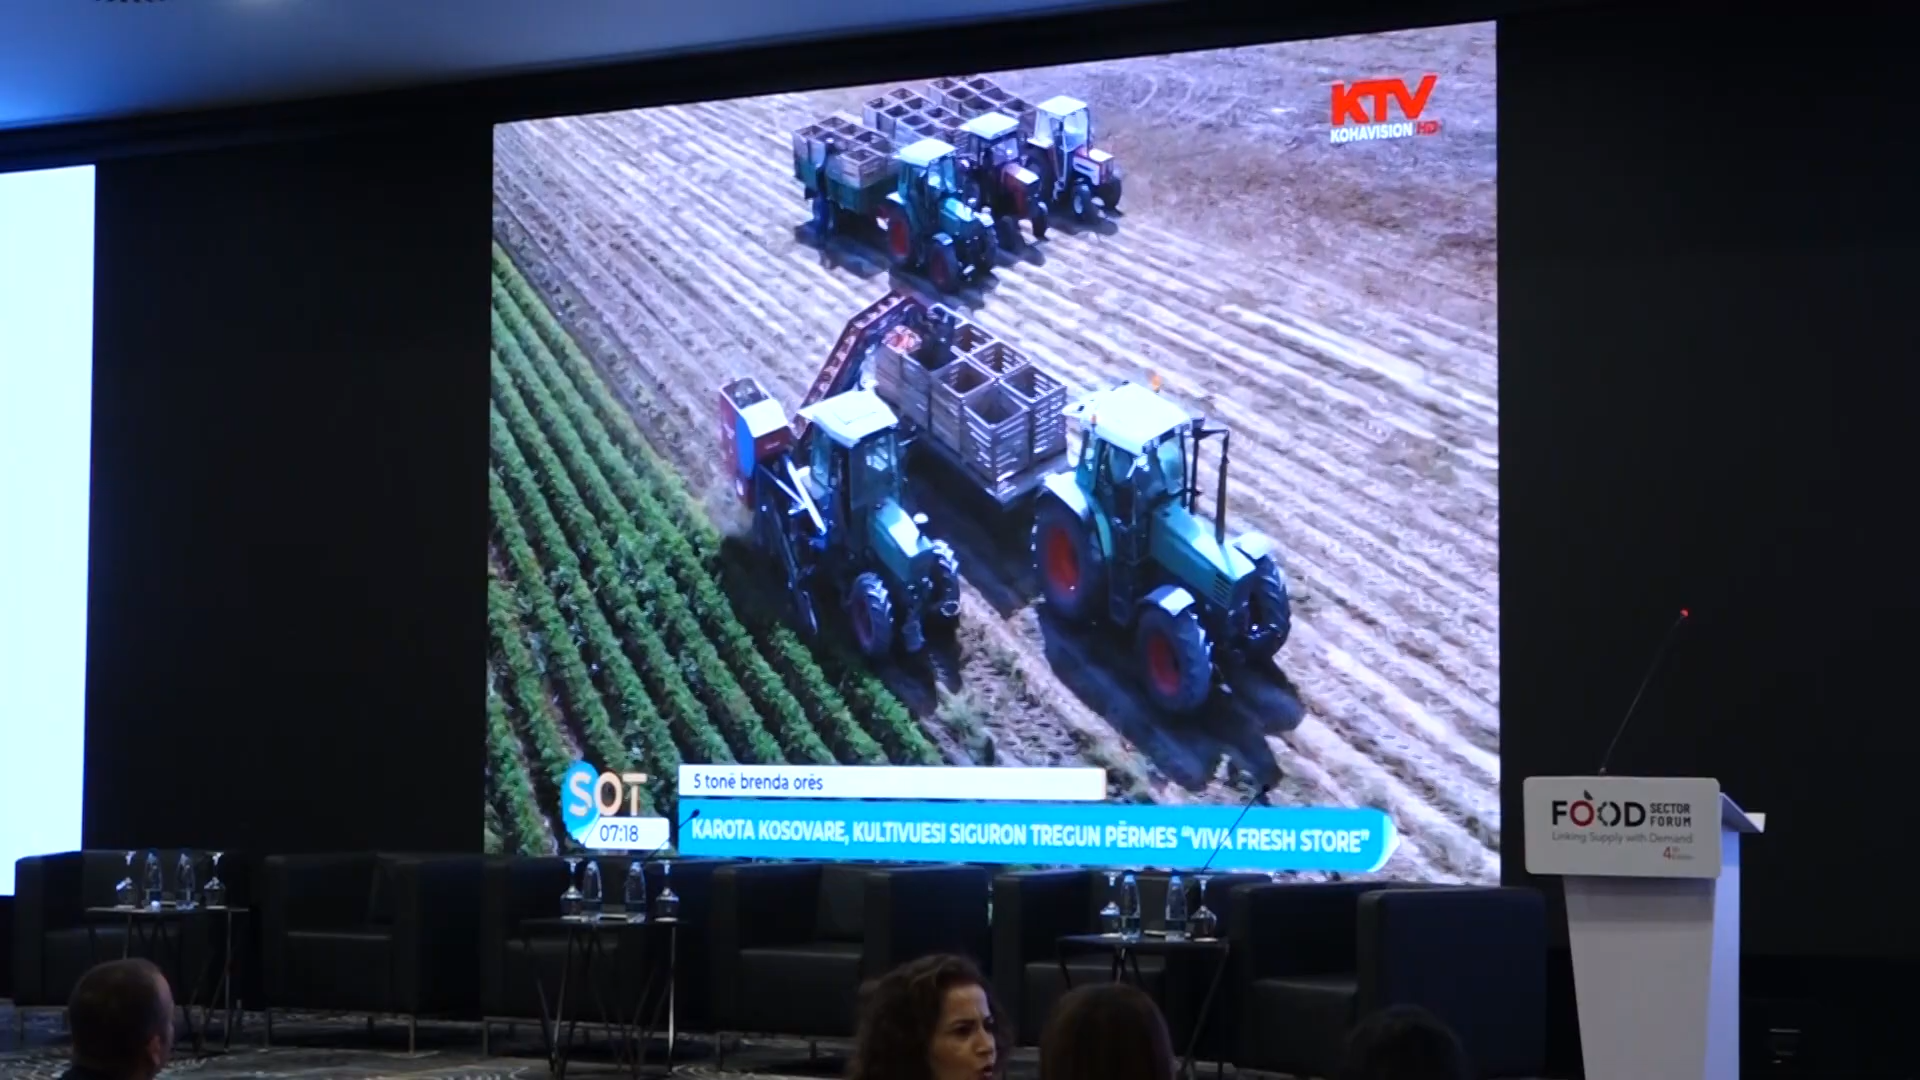 KTV
KOHAVISION HD
SOT
07:18
5 tonë brenda orës
KAROTA KOSOVARE, KULTIVUESI SIGURON TREGUN PËRMES “VIVA FRESH STORE”
FOOD SECTOR FORUM
Linking Supply with Demand
4